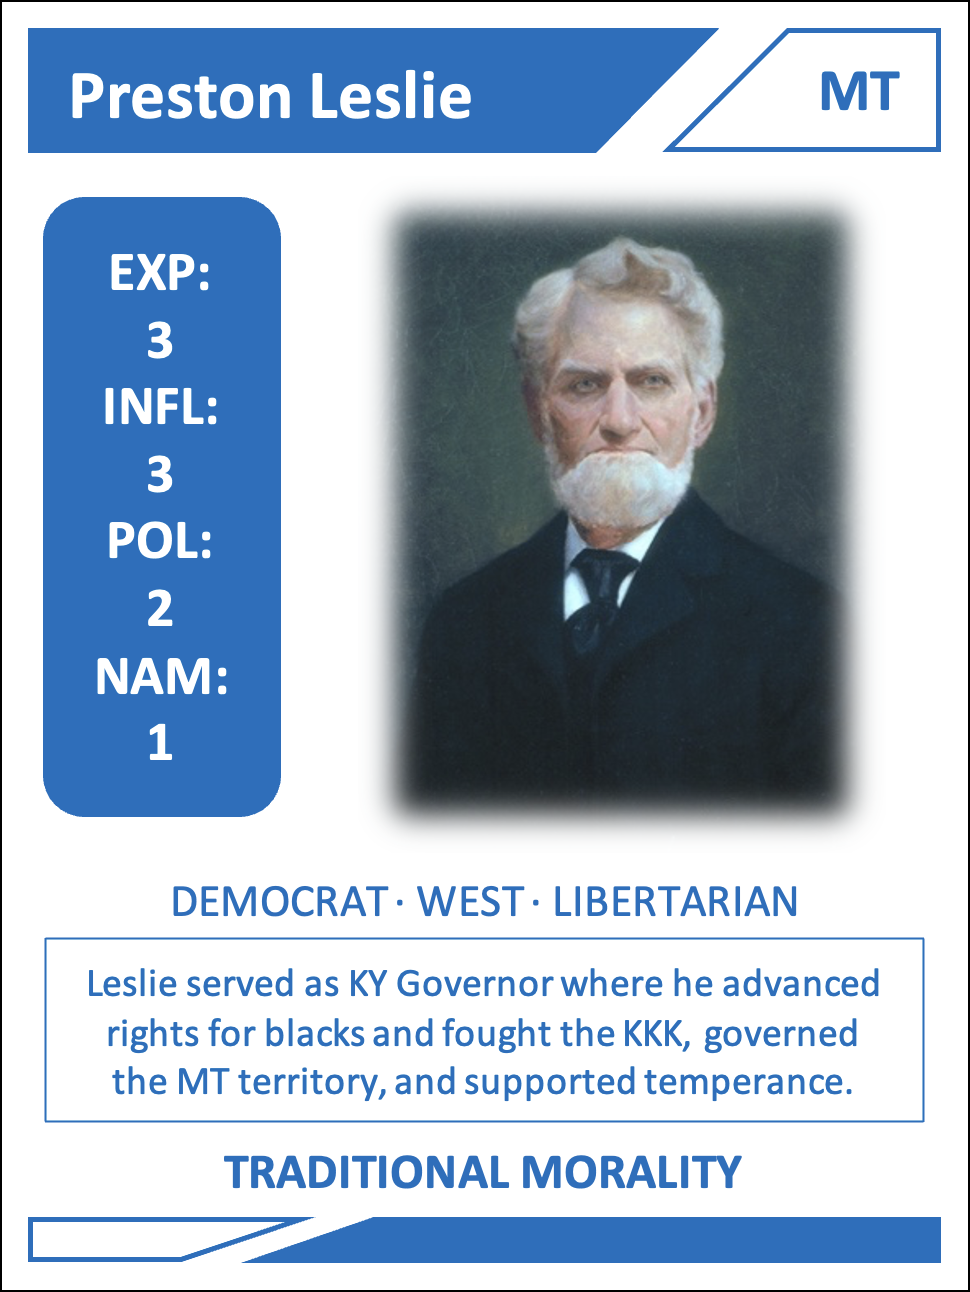 Preston Leslie
MT
EXP:
3
INFL:
3
POL:
2
NAM:
1
DEMOCRAT · WEST · LIBERTARIAN
Leslie served as KY Governor where he advanced
rights for blacks and fought the KKK, governed
the MT territory, and supported temperance.
TRADITIONAL MORALITY